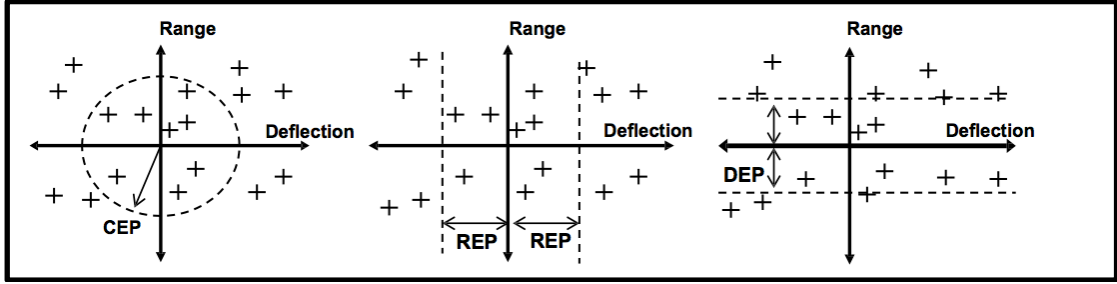 Range
Deflection
CEP
Range
Deflection
REP
REP
Range
Deflection
DEP